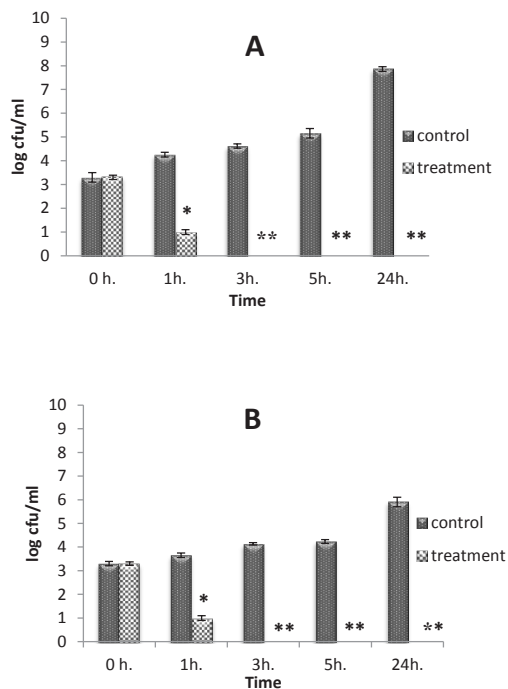 A
10
9
8
7
6
5
4
3
2
1
0
log cfu/ml
control
treatment
*
**
**
**
0 h.
1h.
3h.
5h.
24h.
Time
B
10
9
8
7
6
5
4
3
2
1
0
log cfu/ml
control
treatment
*
**
**
**
0 h.
1h.
3h.
5h.
24h.
Time